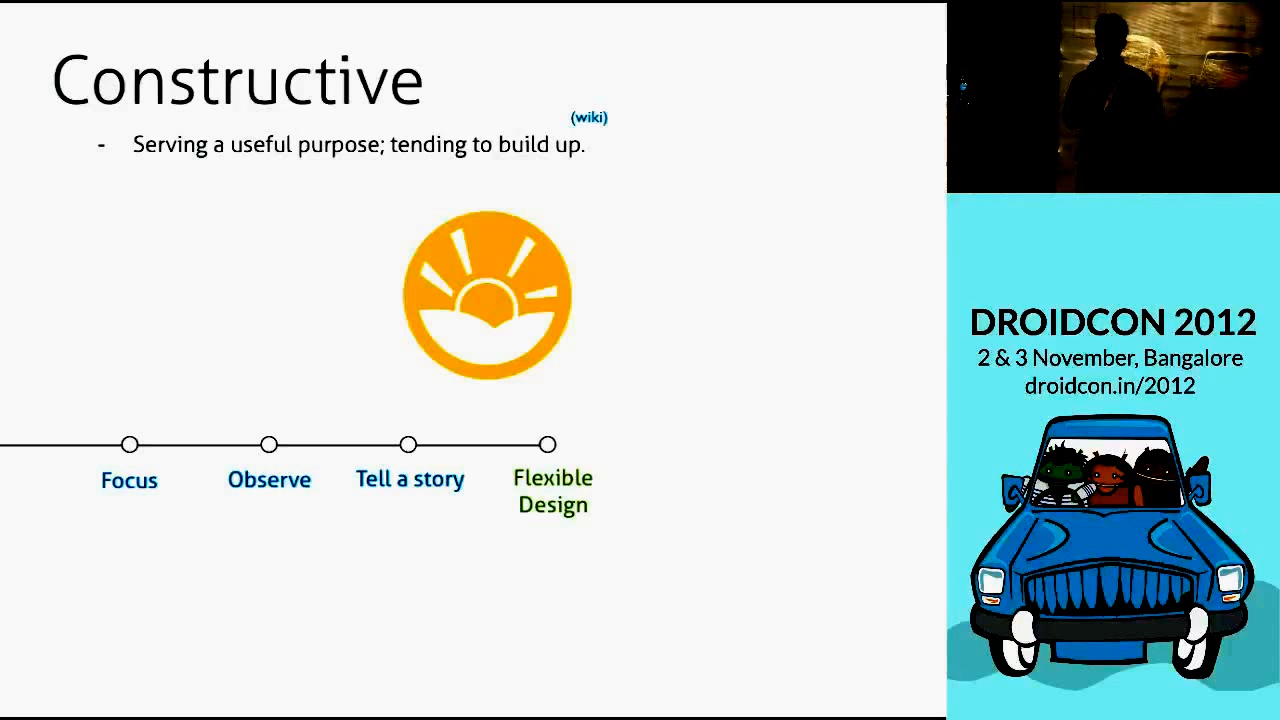 Constructive
(wiki)
- Serving a useful purpose; tending to build up.
Focus
Observe
Tell a story
Flexible
Design
DROIDCON 2012
2 & 3 November, Bangalore
droidcon.in/2012